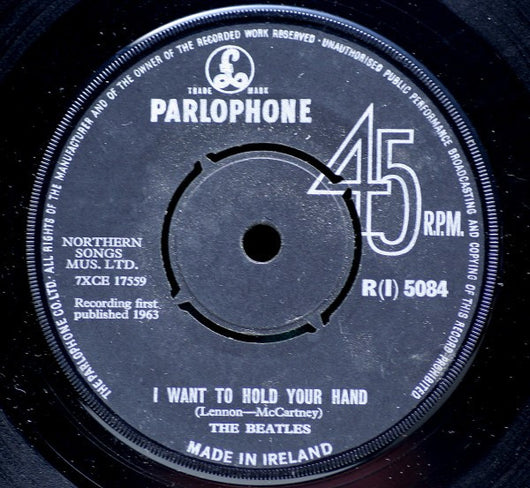 THE PARLOPHONE CO. LTD. · ALL RIGHTS OF THE MANUFACTURER AND OF THE OWNER OF THE RECORDED WORK RESERVED · UNAUTHORISED PUBLIC PERFORMANCE BROADCASTING AND COPYING OF THIS RECORD PROHIBITED
£
TRADE MARK
PARLOPHONE
45
R.P.M.
NORTHERN
SONGS
MUS. LTD.
7XCE 17559
R(I) 5084
Recording first
published 1963
I WANT TO HOLD YOUR HAND
(Lennon—McCartney)
THE BEATLES
MADE IN IRELAND